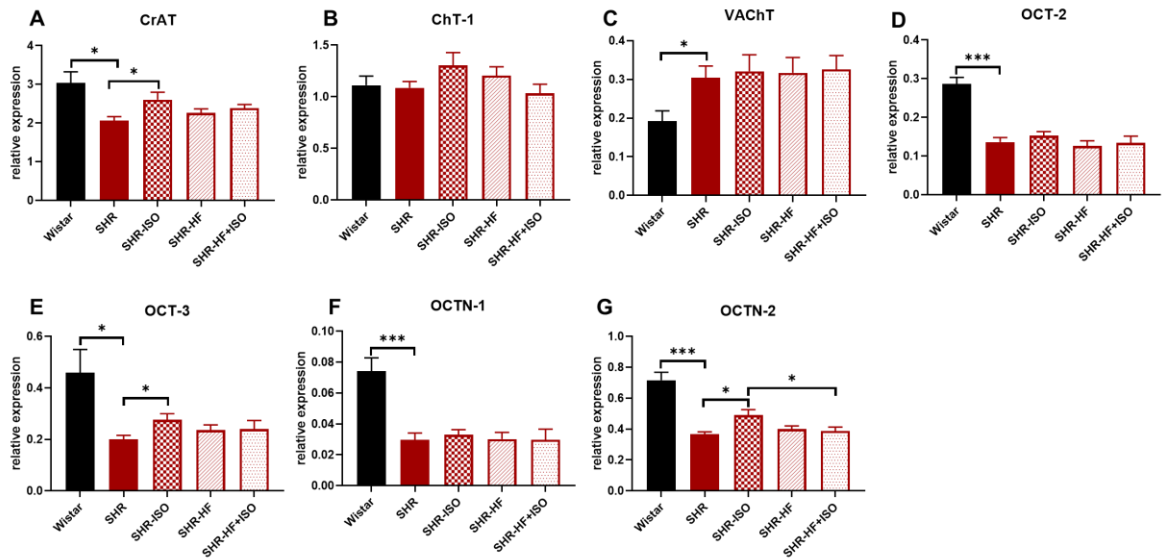 A
CrAT
relative expression
4
3
2
1
0
*
*
Wistar
SHR
SHR-ISO
SHR-HF
SHR-HF+ISO
B
ChT-1
relative expression
1.5
1.0
0.5
0.0
Wistar
SHR
SHR-ISO
SHR-HF
SHR-HF+ISO
C
VAChT
relative expression
0.4
0.3
0.2
0.1
0.0
*
Wistar
SHR
SHR-ISO
SHR-HF
SHR-HF+ISO
D
OCT-2
relative expression
0.4
0.3
0.2
0.1
0.0
***
Wistar
SHR
SHR-ISO
SHR-HF
SHR-HF+ISO
E
OCT-3
relative expression
0.6
0.4
0.2
0.0
*
*
Wistar
SHR
SHR-ISO
SHR-HF
SHR-HF+ISO
F
OCTN-1
relative expression
0.10
0.08
0.06
0.04
0.02
0.00
***
Wistar
SHR
SHR-ISO
SHR-HF
SHR-HF+ISO
G
OCTN-2
relative expression
1.0
0.8
0.6
0.4
0.2
0.0
***
*
*
Wistar
SHR
SHR-ISO
SHR-HF
SHR-HF+ISO